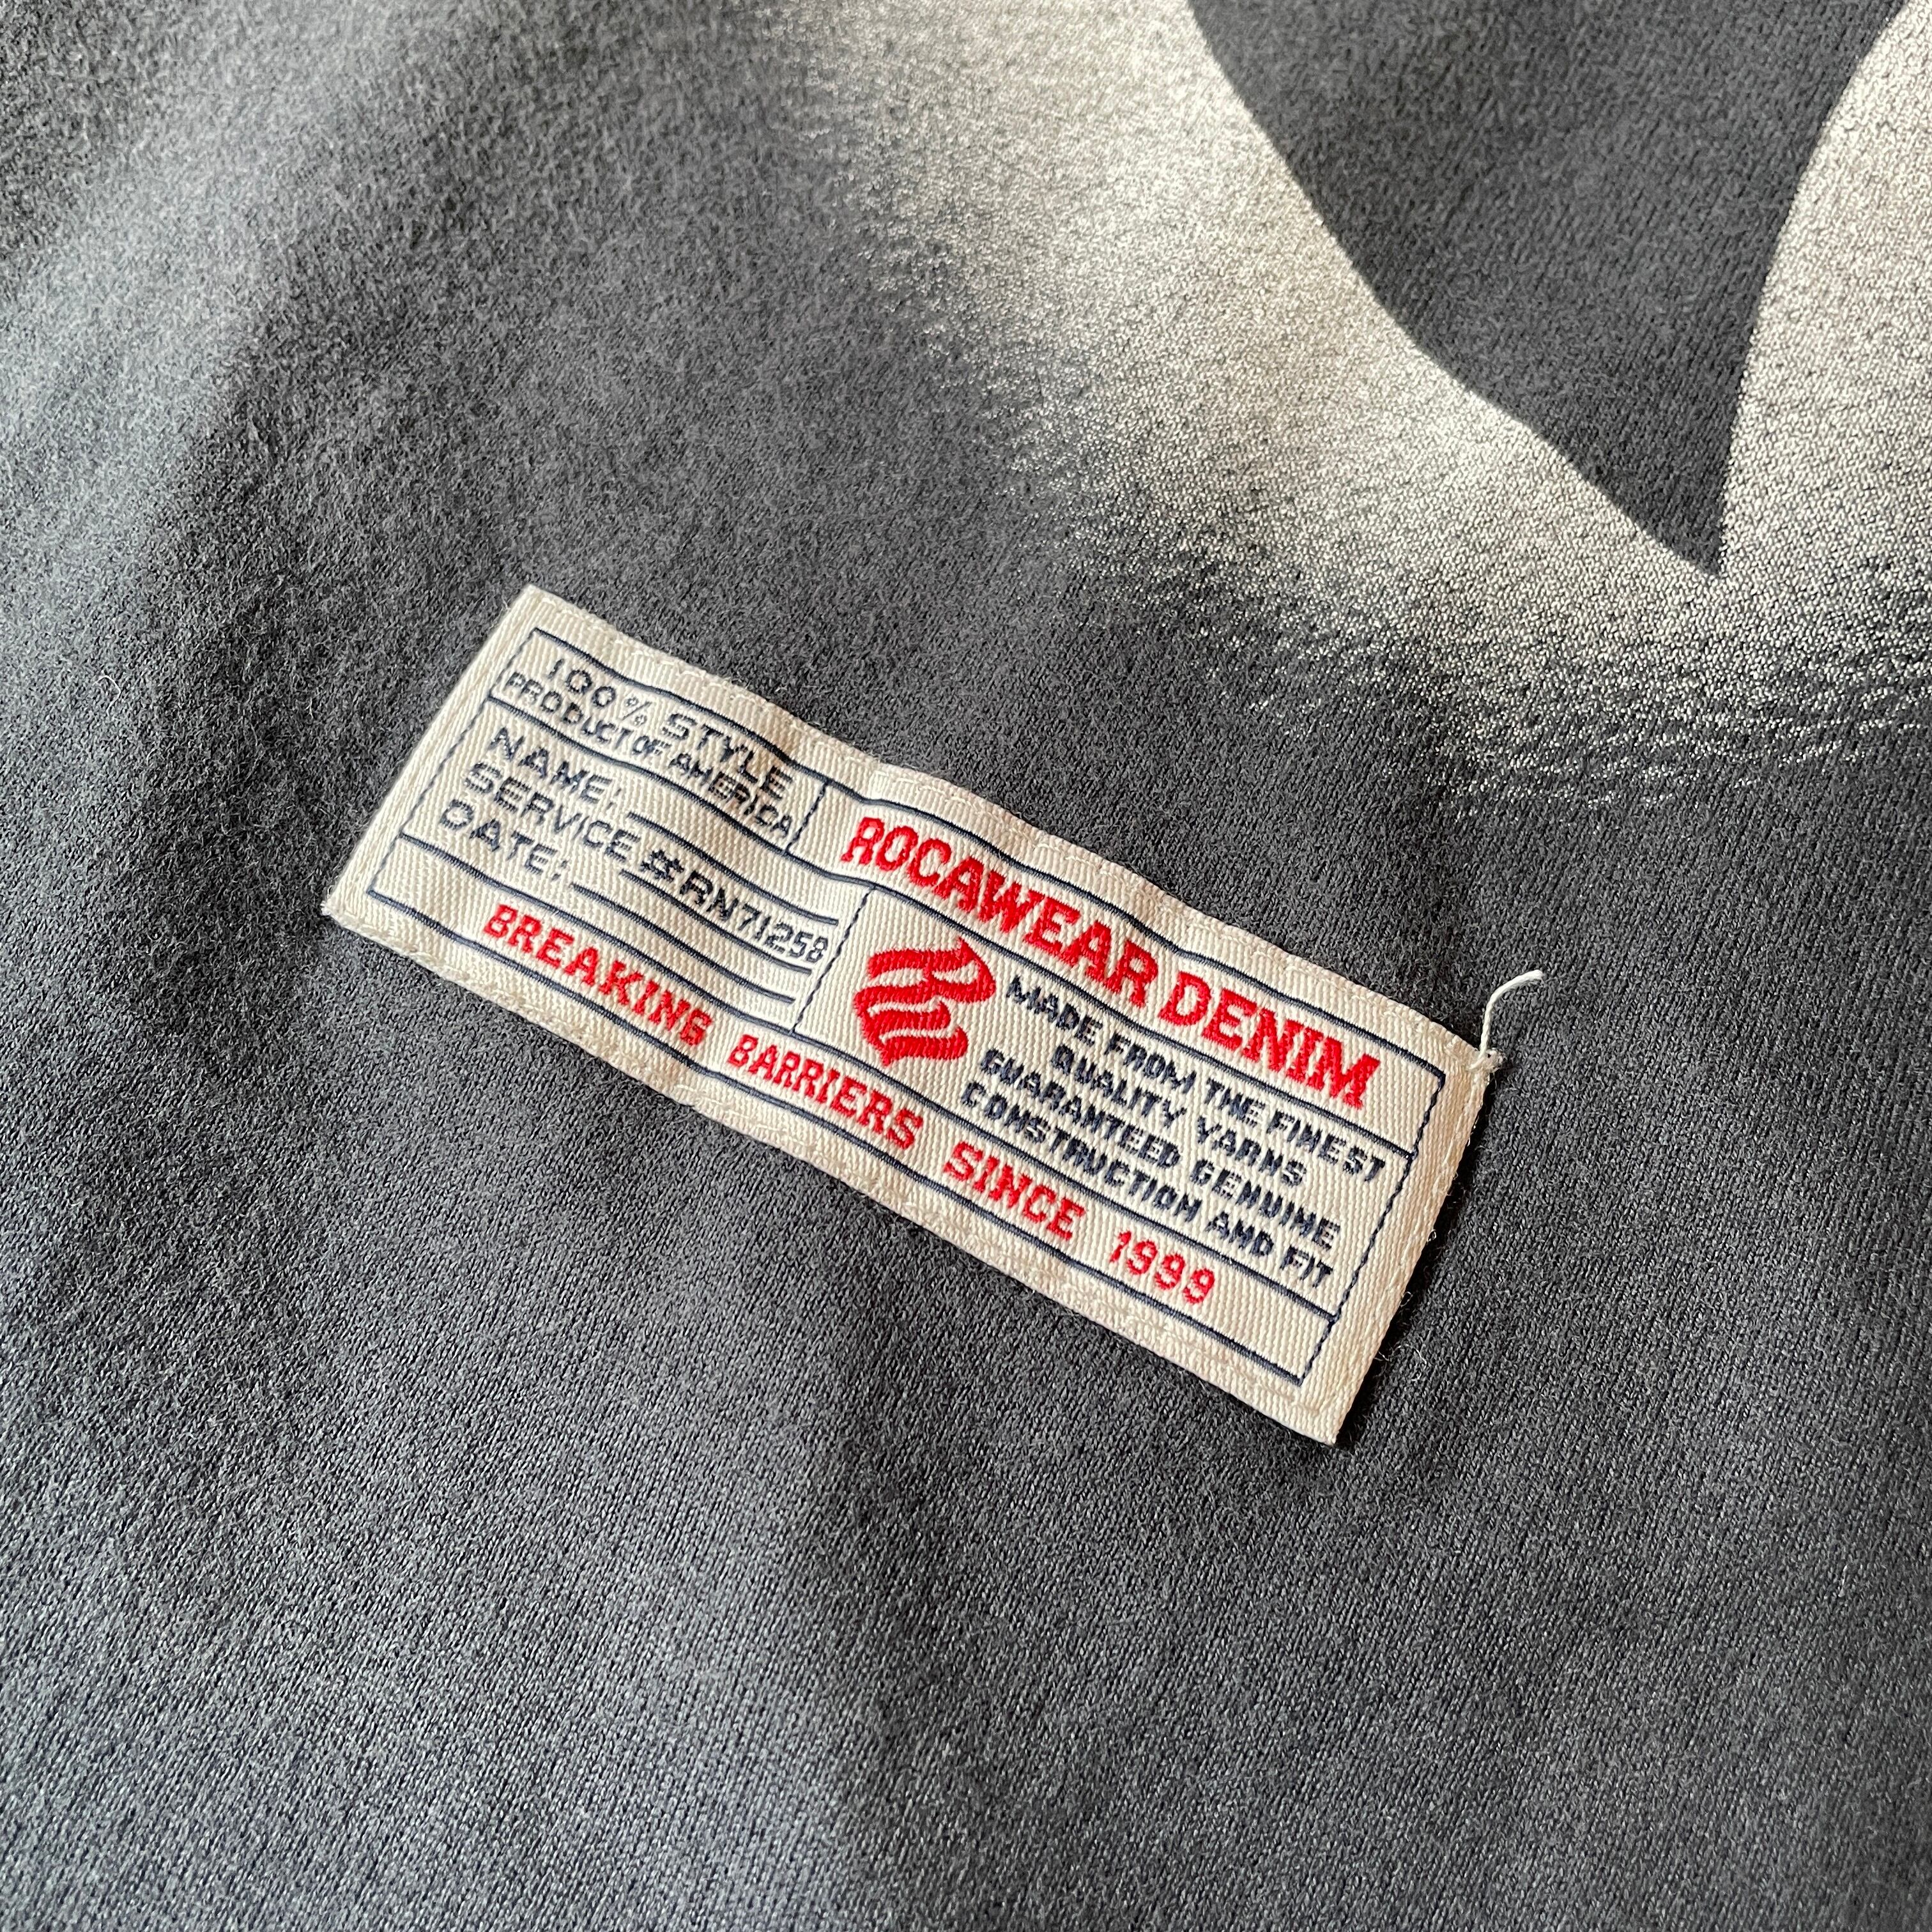 100% STYLE
PRODUCT OF AMERICA
NAME:
SERVICE #RN71258
DATE:
ROCAWEAR DENIM
MADE FROM THE FINEST
QUALITY YARNS
GUARANTEED GENUINE
CONSTRUCTION AND FIT
BREAKING BARRIERS SINCE 1999